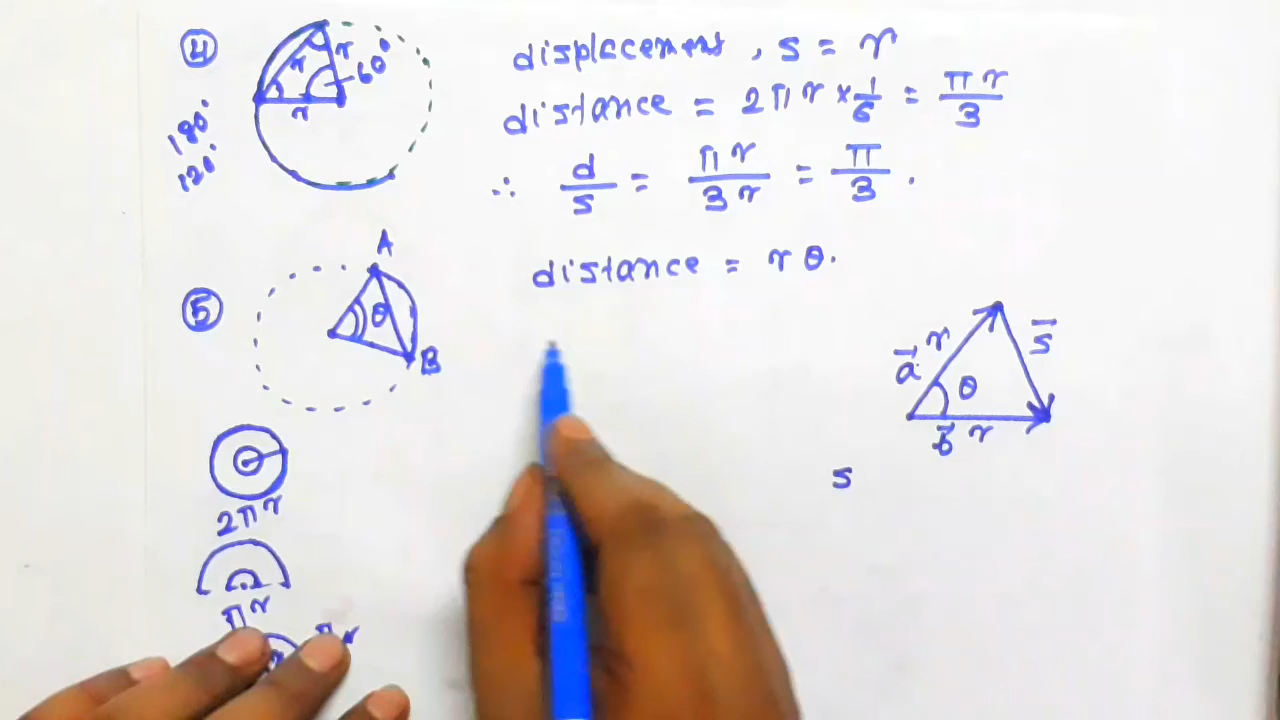 ④
r
r
r
60°
180°
120°
displacement, s = r
distance = 2πr × 1/6 = πr/3
∴ d/s = πr/3r = π/3.
⑤
A
θ
B
distance = rθ.
a⃗ r
θ
s⃗
b⃗ r
s
2πr
πr